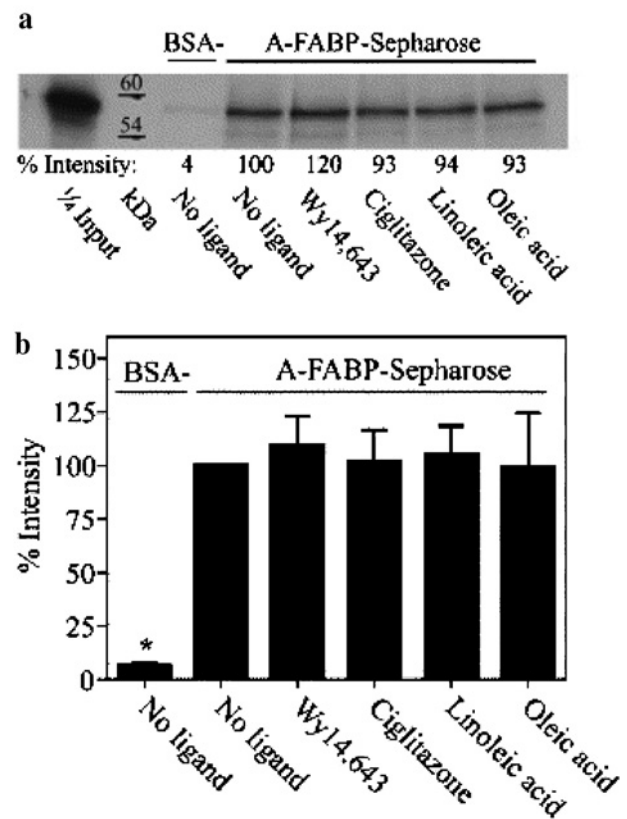 a
BSA- A-FABP-Sepharose
60
54
% Intensity: 4 100 120 93 94 93
¼ Input kDa No ligand No ligand Wy14,643 Ciglitazone Linoleic acid Oleic acid
b
150
BSA- A-FABP-Sepharose
125
100
75
50
25
0
% Intensity
*
No ligand No ligand Wy14.643 Ciglitazone Linoleic acid Oleic acid